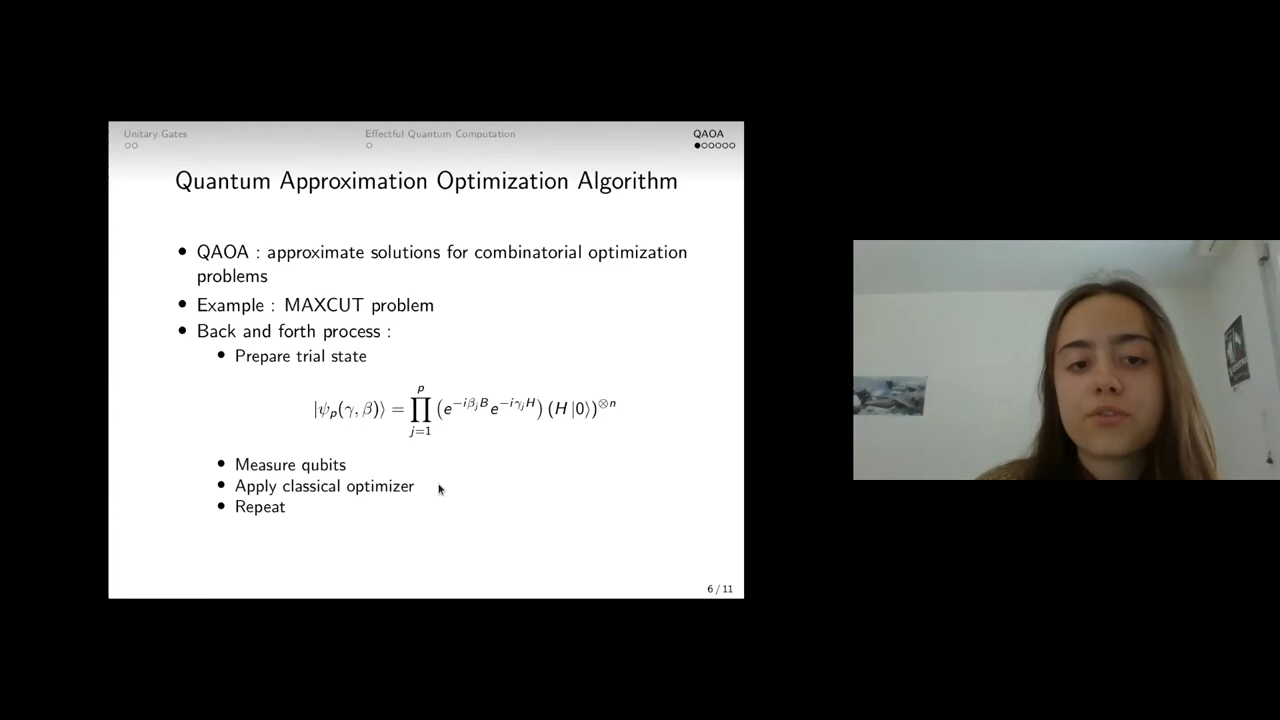 Unitary Gates
Effectful Quantum Computation
QAOA
Quantum Approximation Optimization Algorithm
• QAOA : approximate solutions for combinatorial optimization
problems
• Example : MAXCUT problem
• Back and forth process :
• Prepare trial state
|ψₚ(γ, β)⟩ = ∏_{j=1}^{p} (e^{−iβⱼB} e^{−iγⱼH}) (H |0⟩)^{⊗n}
• Measure qubits
• Apply classical optimizer
• Repeat
6 / 11